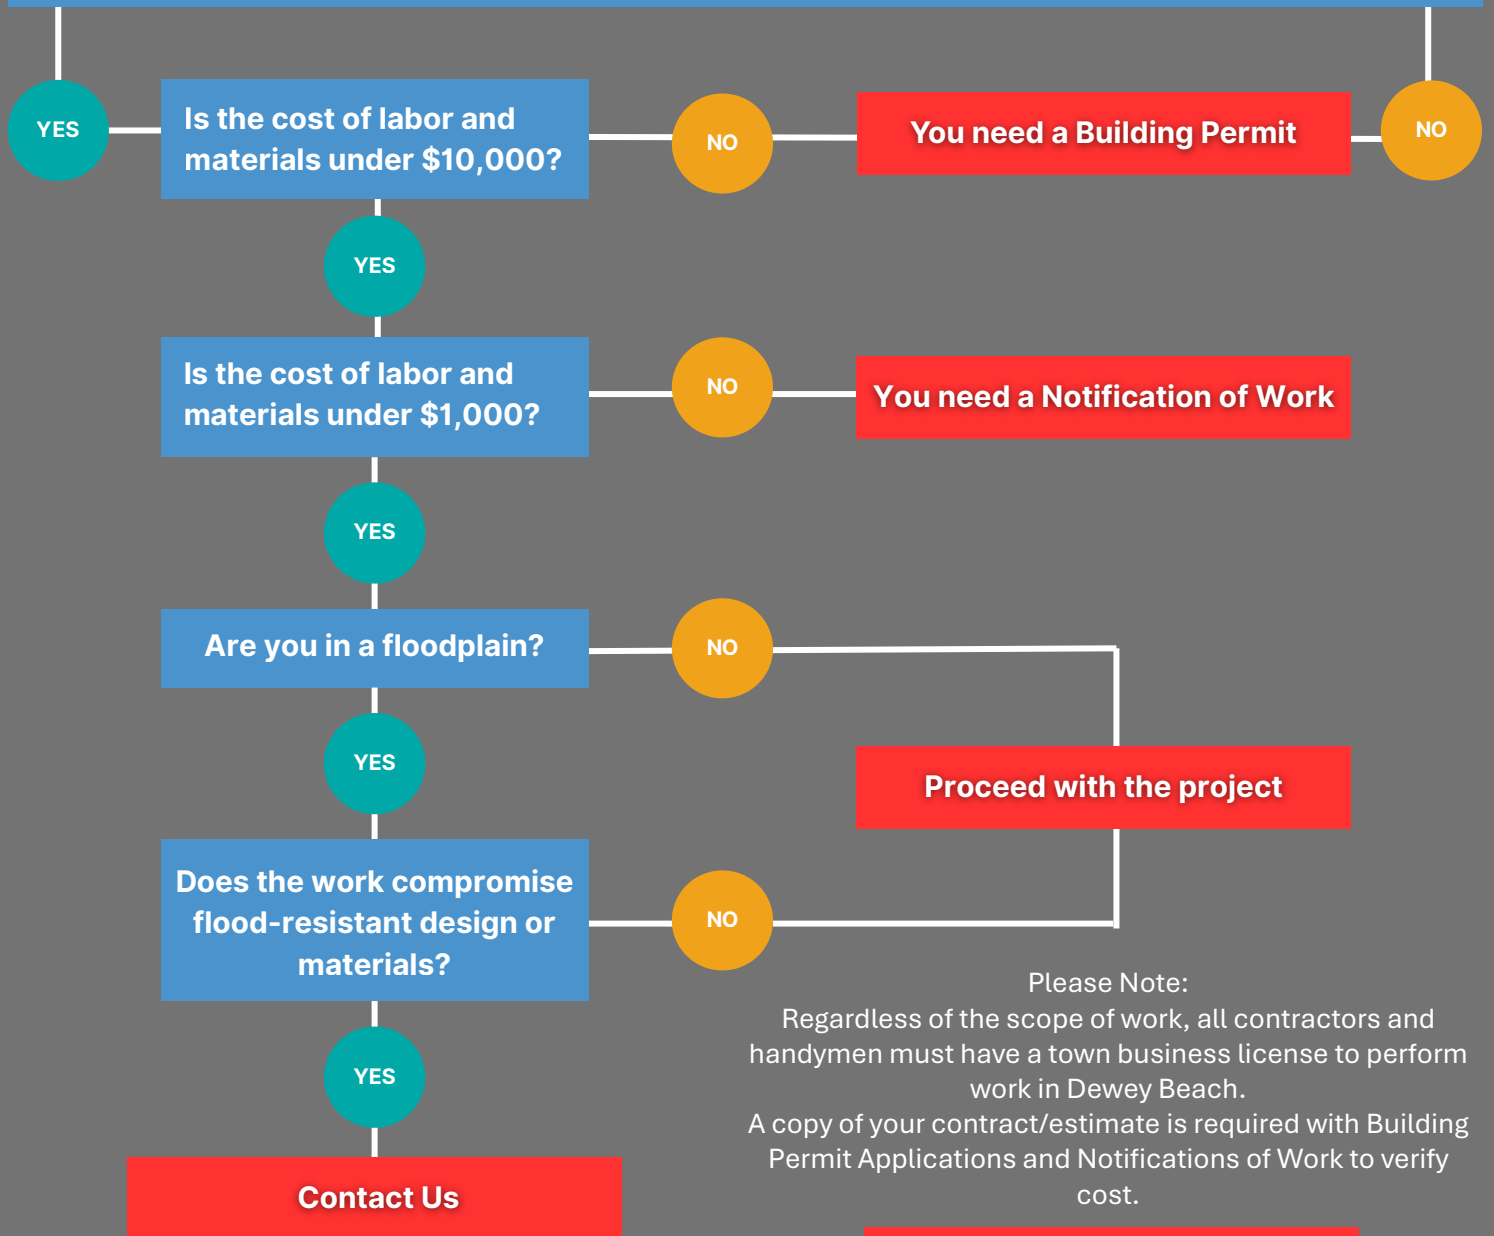 YES
Is the cost of labor and
materials under $10,000?
NO
You need a Building Permit
NO
YES
Is the cost of labor and
materials under $1,000?
NO
You need a Notification of Work
YES
Are you in a floodplain?
NO
YES
Proceed with the project
Does the work compromise
flood-resistant design or
materials?
NO
Please Note:
Regardless of the scope of work, all contractors and
handymen must have a town business license to perform
work in Dewey Beach.
A copy of your contract/estimate is required with Building
Permit Applications and Notifications of Work to verify
cost.
YES
Contact Us